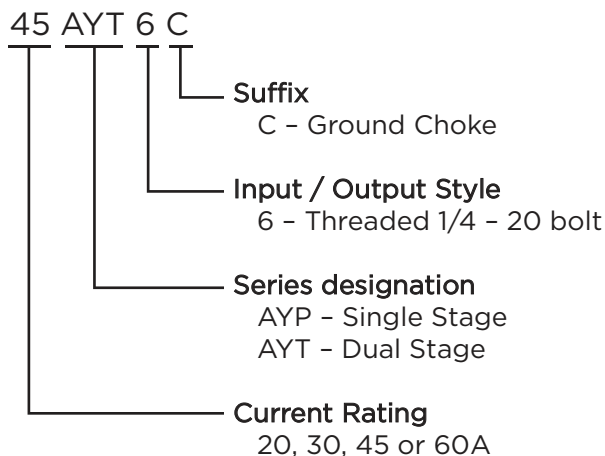 45 AYT 6 C
Suffix
C – Ground Choke
Input / Output Style
6 – Threaded 1/4 – 20 bolt
Series designation
AYP – Single Stage
AYT – Dual Stage
Current Rating
20, 30, 45 or 60A